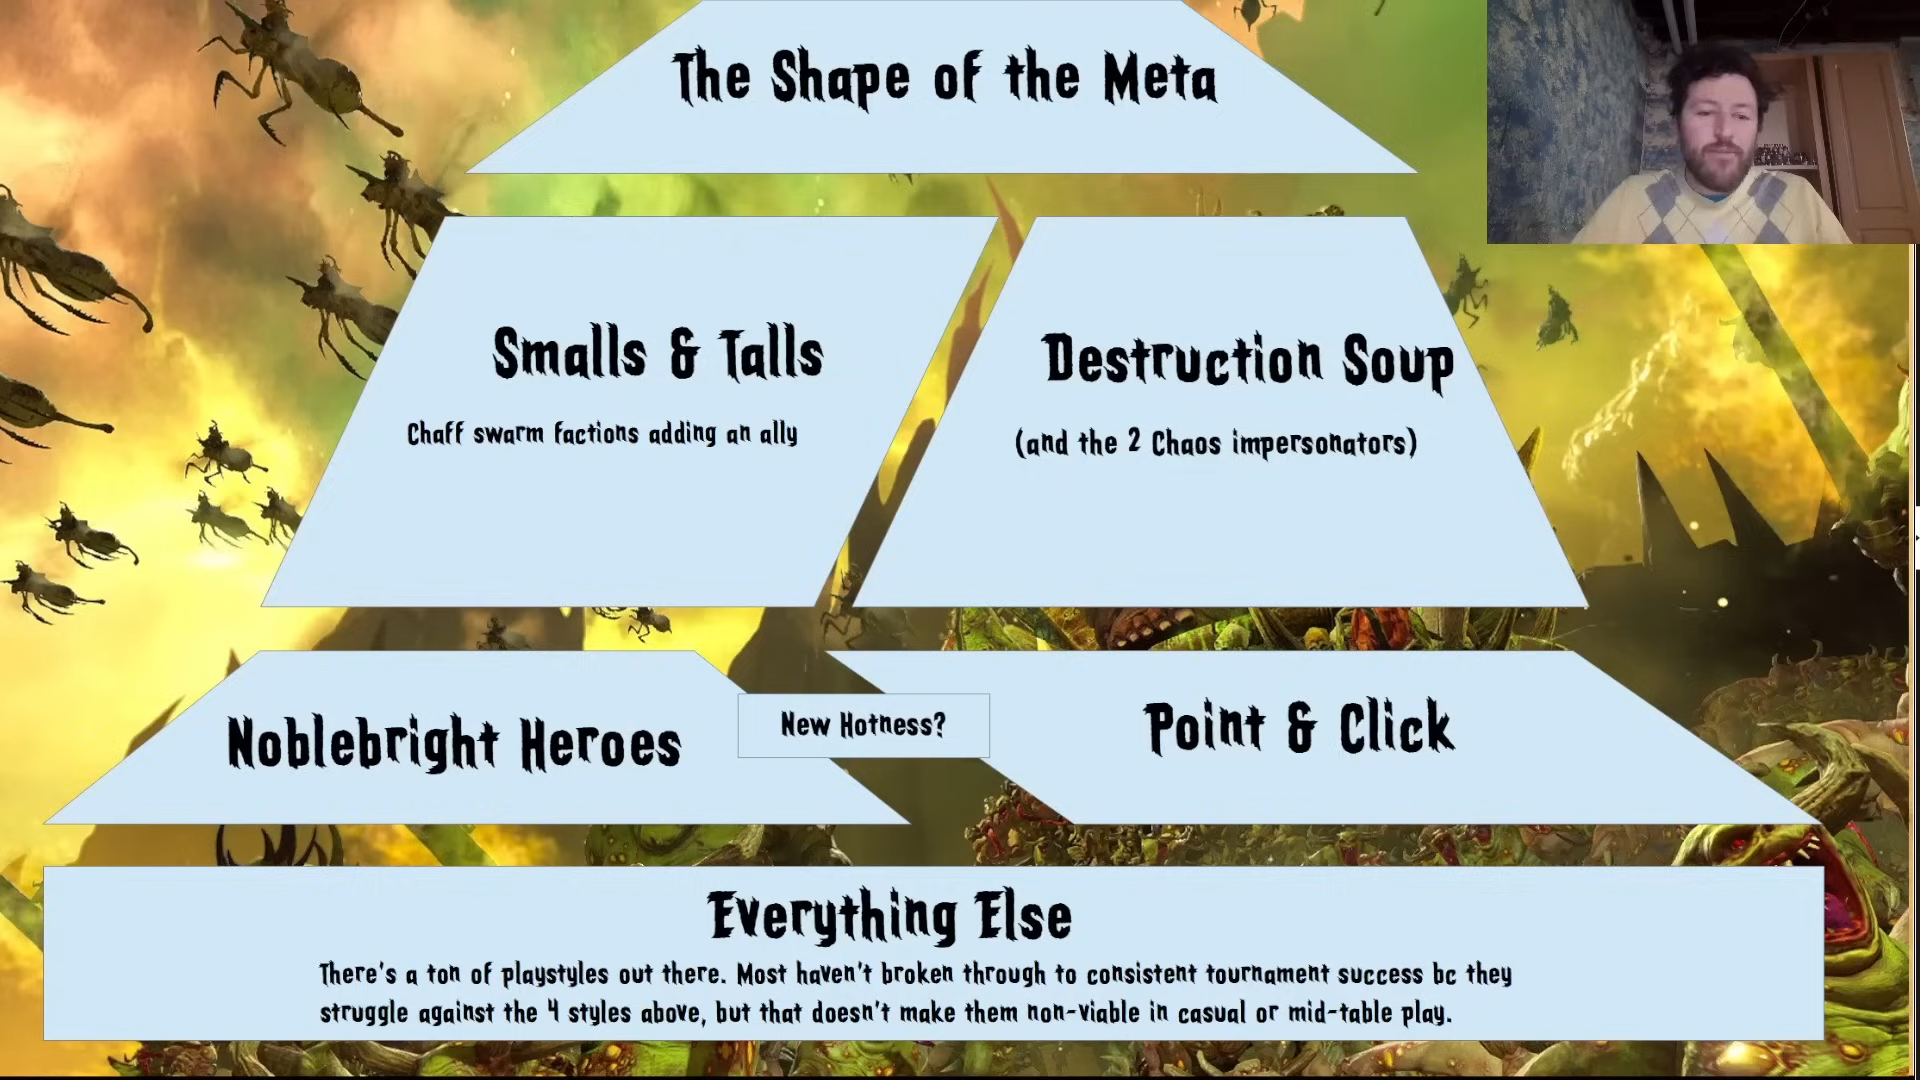 The Shape of the Meta
Smalls & Talls
Chaff swarm factions adding an ally
Destruction Soup
(and the 2 Chaos impersonators)
Noblebright Heroes
New Hotness?
Point & Click
Everything Else
There's a ton of playstyles out there. Most haven't broken through to consistent tournament success bc they
struggle against the 4 styles above, but that doesn't make them non-viable in casual or mid-table play.